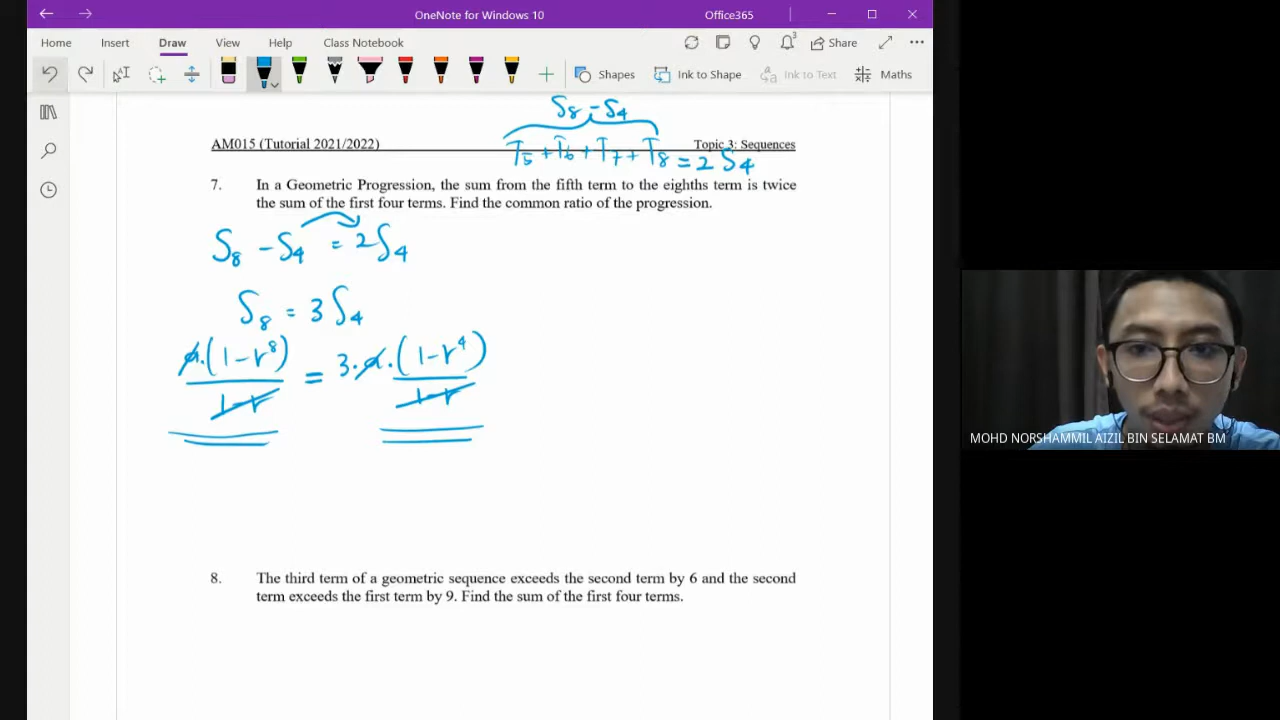 OneNote for Windows 10
Office365
Home Insert Draw View Help Class Notebook
3
Share
Shapes Ink to Shape Ink to Text Maths
S₈ - S₄
AM015 (Tutorial 2021/2022)
Topic 3: Sequences
T₅ + T₆ + T₇ + T₈ = 2 S₄
7. In a Geometric Progression, the sum from the fifth term to the eighths term is twice
the sum of the first four terms. Find the common ratio of the progression.
S₈ - S₄ = 2S₄
S₈ = 3 S₄
a·(1-r⁸) = 3·a·(1-r⁴)
1-r 1-r
MOHD NORSHAMMIL AIZIL BIN SELAMAT BM
8. The third term of a geometric sequence exceeds the second term by 6 and the second
term exceeds the first term by 9. Find the sum of the first four terms.